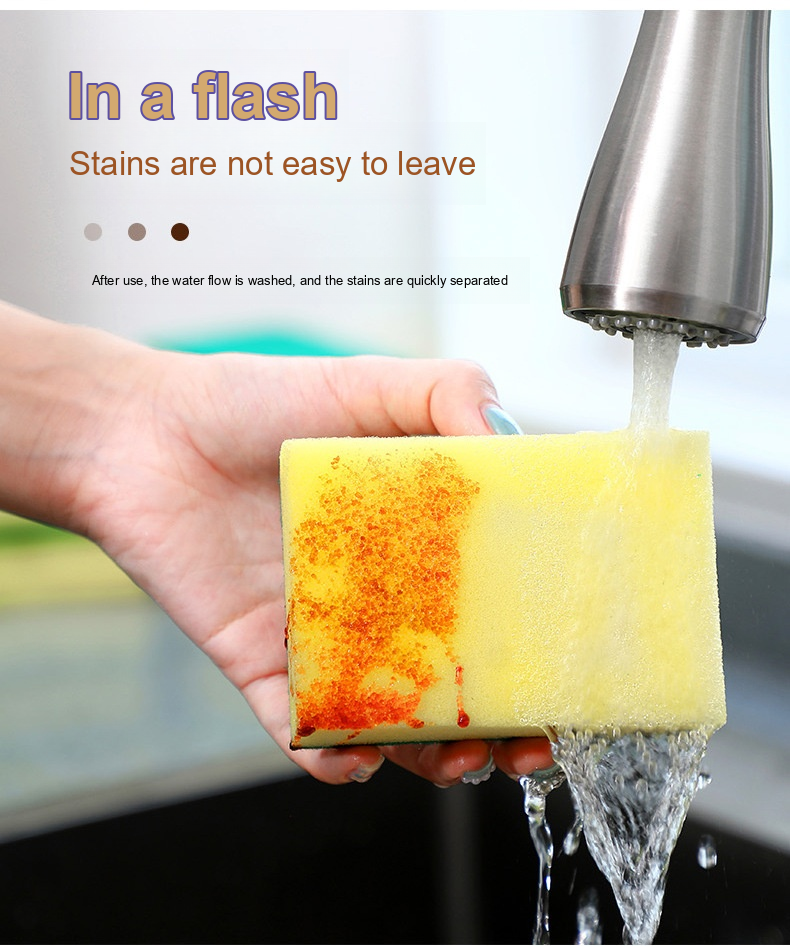 In a flash
Stains are not easy to leave
After use, the water flow is washed, and the stains are quickly separated